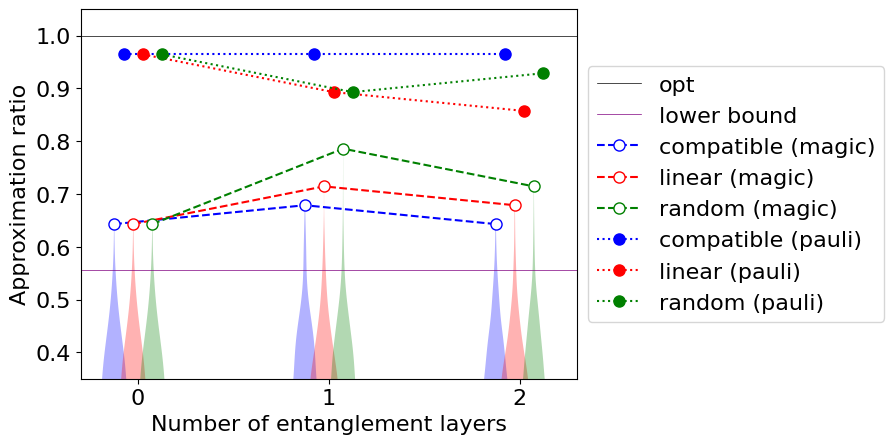 Approximation ratio
1.0
0.9
0.8
0.7
0.6
0.5
0.4
0 1 2
Number of entanglement layers
opt
lower bound
compatible (magic)
linear (magic)
random (magic)
compatible (pauli)
linear (pauli)
random (pauli)